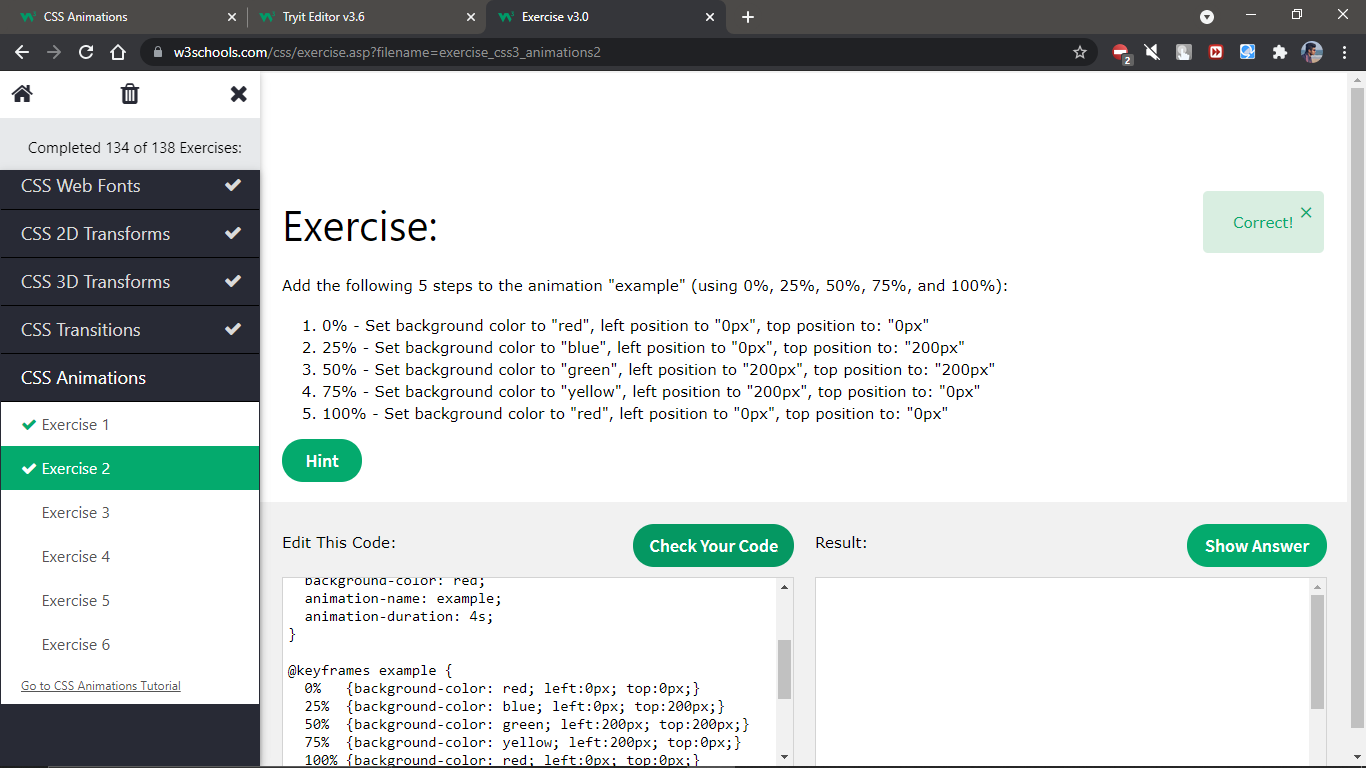 CSS Animations
Tryit Editor v3.6
Exercise v3.0
w3schools.com/css/exercise.asp?filename=exercise_css3_animations2
2
Completed 134 of 138 Exercises:
CSS Web Fonts
CSS 2D Transforms
CSS 3D Transforms
CSS Transitions
CSS Animations
Exercise 1
Exercise 2
Exercise 3
Exercise 4
Exercise 5
Exercise 6
Go to CSS Animations Tutorial
Exercise:
Correct!
Add the following 5 steps to the animation "example" (using 0%, 25%, 50%, 75%, and 100%):
1. 0% - Set background color to "red", left position to "0px", top position to: "0px"
2. 25% - Set background color to "blue", left position to "0px", top position to: "200px"
3. 50% - Set background color to "green", left position to "200px", top position to: "200px"
4. 75% - Set background color to "yellow", left position to "200px", top position to: "0px"
5. 100% - Set background color to "red", left position to "0px", top position to: "0px"
Hint
Edit This Code:
Check Your Code
Result:
Show Answer
background-color: red;
animation-name: example;
animation-duration: 4s;
}
@keyframes example {
0%   {background-color: red; left:0px; top:0px;}
25%  {background-color: blue; left:0px; top:200px;}
50%  {background-color: green; left:200px; top:200px;}
75%  {background-color: yellow; left:200px; top:0px;}
100% {background-color: red; left:0px; top:0px;}